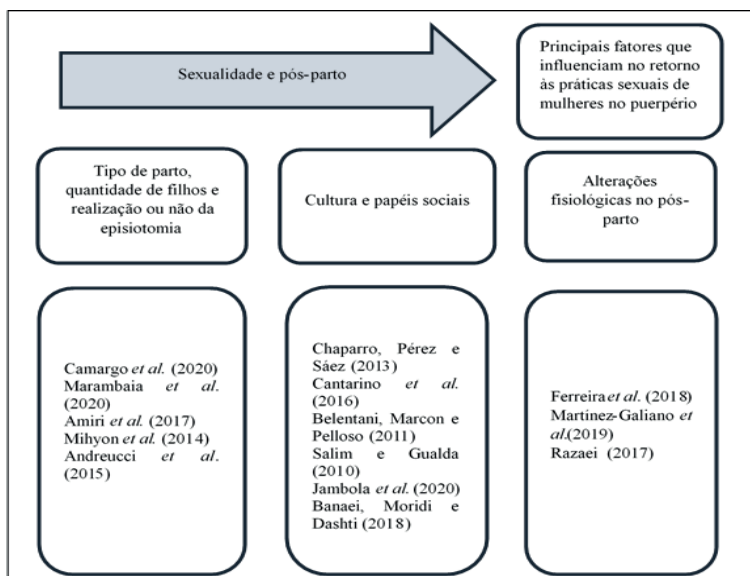 Sexualidade e pós-parto
Principais fatores que
influenciam no retorno
às práticas sexuais de
mulheres no puerpério
Tipo de parto,
quantidade de filhos e
realização ou não da
episiotomia
Cultura e papéis sociais
Alterações
fisiológicas no pós-
parto
Camargo et al. (2020)
Marambaia et al.
(2020)
Amiri et al. (2017)
Mihyon et al. (2014)
Andreucci et al.
(2015)
Chaparro, Pérez e
Sáez (2013)
Cantarino et al.
(2016)
Belentani, Marcon e
Pelloso (2011)
Salim e Gualda
(2010)
Jambola et al. (2020)
Banaei, Moridi e
Dashti (2018)
Ferreira et al. (2018)
Martínez-Galiano et
al.(2019)
Razaei (2017)